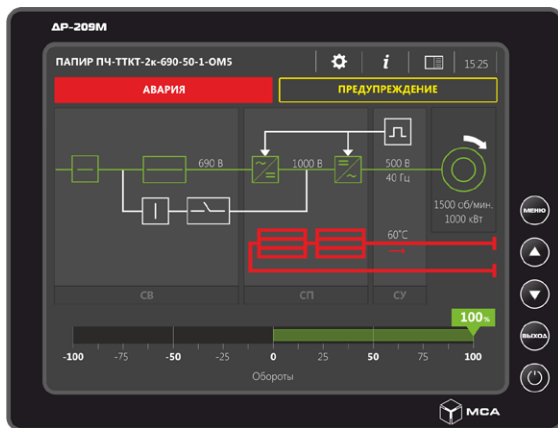 ДР-209М
ПАПИР ПЧ-ТТКТ-2к-690-50-1-ОМ5
i
15:25
АВАРИЯ
ПРЕДУПРЕЖДЕНИЕ
690 В
1000 В
500 В
40 Гц
1500 об/мин.
1000 кВт
МЕНЮ
60°C
СВ
СП
СУ
100%
-100
-75
-50
-25
0
25
50
75
100
Обороты
ВЫХОД
МСА